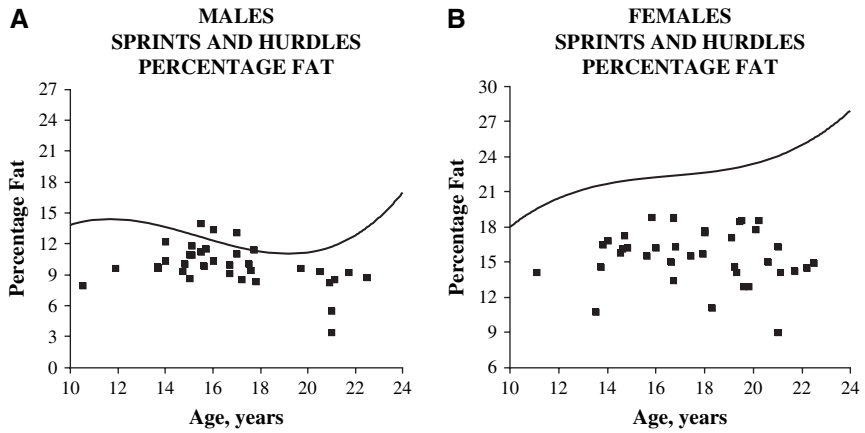 A
MALES
SPRINTS AND HURDLES
PERCENTAGE FAT
27
24
21
18
15
12
9
6
3
0
Percentage Fat
10 12 14 16 18 20 22 24
Age, years
B
FEMALES
SPRINTS AND HURDLES
PERCENTAGE FAT
30
27
24
21
18
15
12
9
6
Percentage Fat
10 12 14 16 18 20 22 24
Age, years